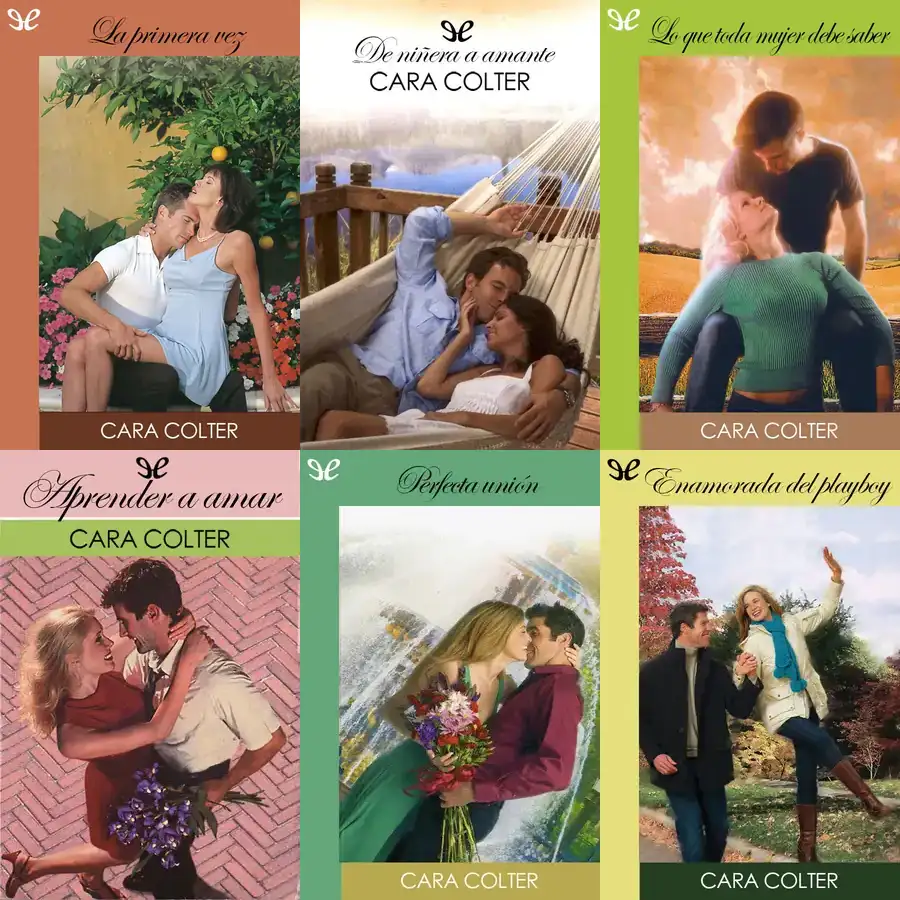 La primera vez
CARA COLTER
De niñera a amante
CARA COLTER
Lo que toda mujer debe saber
CARA COLTER
Aprender a amar
CARA COLTER
Perfecta unión
CARA COLTER
Enamorada del playboy
CARA COLTER